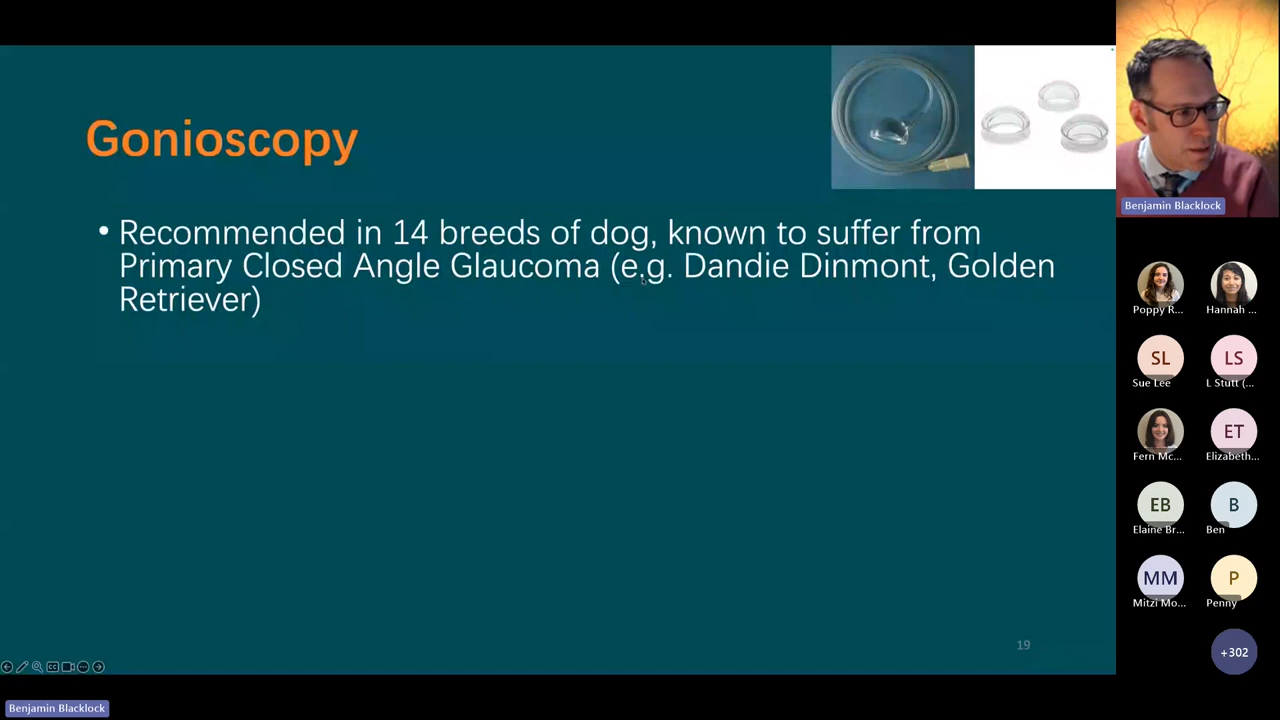 Gonioscopy
• Recommended in 14 breeds of dog, known to suffer from
Primary Closed Angle Glaucoma (e.g. Dandie Dinmont, Golden
Retriever)
19
Benjamin Blacklock
Benjamin Blacklock
Poppy R...
Hannah ...
SL
Sue Lee
LS
L Stutt (...
Fern Mc...
ET
Elizabeth...
EB
Elaine Br...
B
Ben
MM
Mitzi Mo...
P
Penny
+302